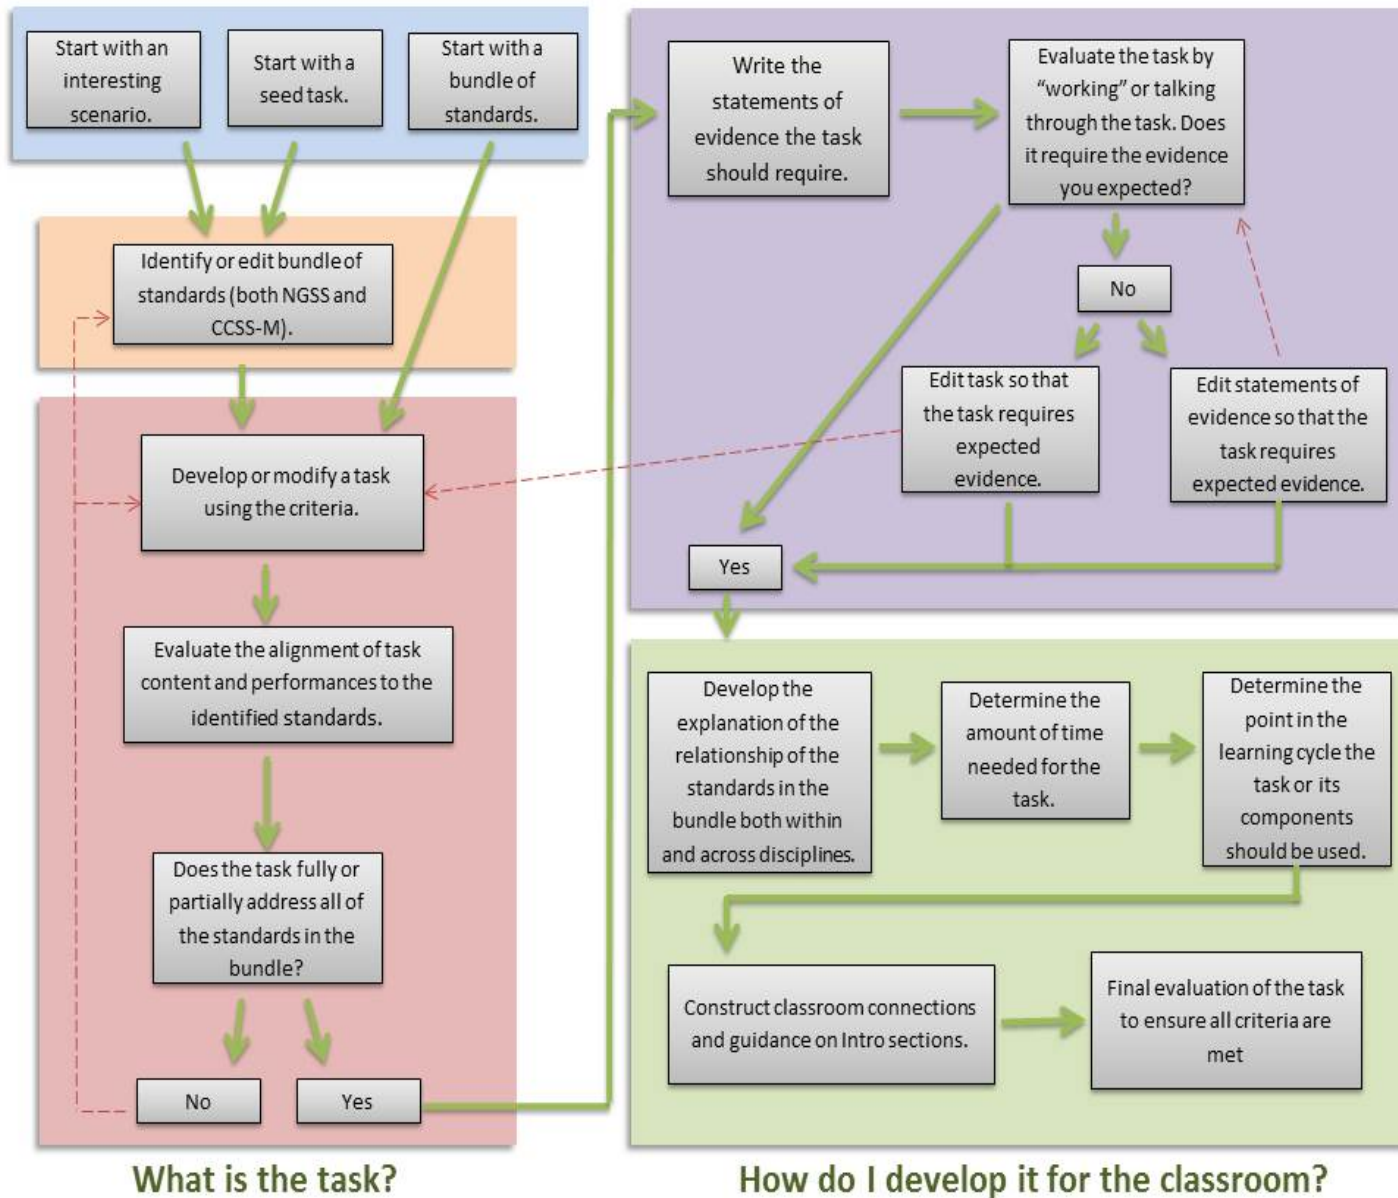 Start with an
interesting
scenario.
Start with a
seed task.
Start with a
bundle of
standards.
Identify or edit bundle of
standards (both NGSS and
CCSS-M).
Develop or modify a task
using the criteria.
Evaluate the alignment of task
content and performances to the
identified standards.
Does the task fully or
partially address all of
the standards in the
bundle?
No
Yes
What is the task?
Write the
statements of
evidence the task
should require.
Evaluate the task by
“working” or talking
through the task. Does
it require the evidence
you expected?
No
Edit task so that
the task requires
expected
evidence.
Edit statements of
evidence so that the
task requires
expected evidence.
Yes
Develop the
explanation of the
relationship of the
standards in the
bundle both within
and across disciplines.
Determine the
amount of time
needed for the
task.
Determine the
point in the
learning cycle the
task or its
components
should be used.
Construct classroom connections
and guidance on Intro sections.
Final evaluation of the task
to ensure all criteria are
met
How do I develop it for the classroom?